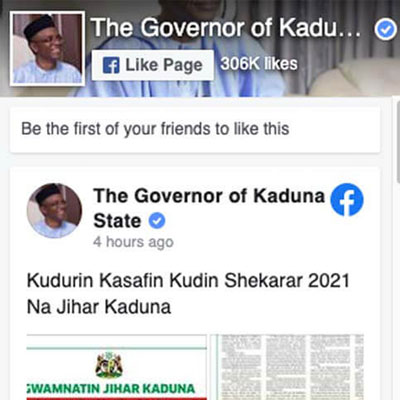 The Governor of Kadu...
Like Page
306K likes
Be the first of your friends to like this
The Governor of Kaduna
State
4 hours ago
Kudurin Kasafin Kudin Shekarar 2021
Na Jihar Kaduna
GWAMNATIN JIHAR KADUNA